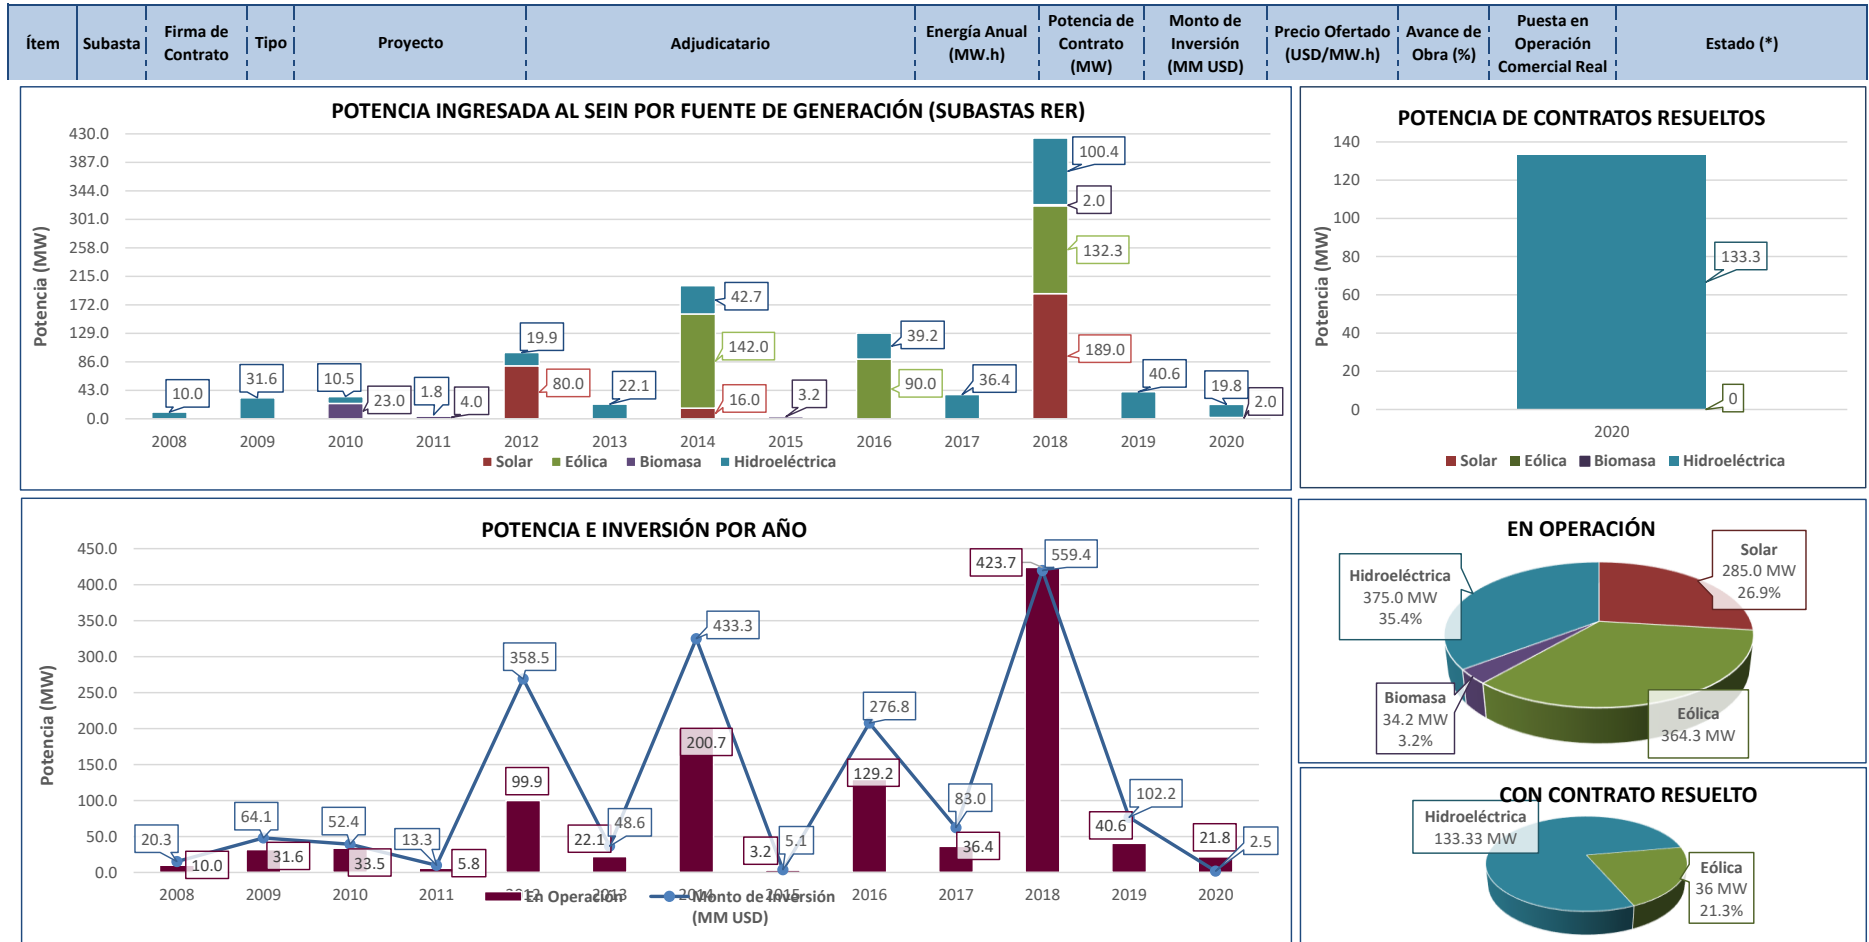 Ítem
Subasta
Firma de
Contrato
Tipo
Proyecto
Adjudicatario
Energía Anual
(MW.h)
Potencia de
Contrato
(MW)
Monto de
Inversión
(MM USD)
Precio Ofertado
(USD/MW.h)
Avance de
Obra (%)
Puesta en
Operación
Comercial Real
Estado (*)
POTENCIA INGRESADA AL SEIN POR FUENTE DE GENERACIÓN (SUBASTAS RER)
Potencia (MW)
430.0
387.0
344.0
301.0
258.0
215.0
172.0
129.0
86.0
43.0
0.0
10.0
31.6
10.5
23.0
1.8
4.0
19.9
80.0
22.1
42.7
142.0
16.0
3.2
39.2
90.0
36.4
100.4
2.0
132.3
189.0
40.6
19.8
2.0
2008 2009 2010 2011 2012 2013 2014 2015 2016 2017 2018 2019 2020
Solar Eólica Biomasa Hidroeléctrica
POTENCIA DE CONTRATOS RESUELTOS
Potencia (MW)
140
120
100
80
60
40
20
0
133.3
0
2020
Solar Eólica Biomasa Hidroeléctrica
POTENCIA E INVERSIÓN POR AÑO
Potencia (MW)
450.0
400.0
350.0
300.0
250.0
200.0
150.0
100.0
50.0
0.0
20.3
10.0
64.1
31.6
52.4
33.5
13.3
5.8
358.5
99.9
22.1
48.6
433.3
200.7
3.2
5.1
276.8
129.2
83.0
36.4
423.7
559.4
102.2
40.6
21.8
2.5
2008 2009 2010 2011 2012 2013 2014 2015 2016 2017 2018 2019 2020
En Operación Monto de Inversión
(MM USD)
EN OPERACIÓN
Solar
285.0 MW
26.9%
Hidroeléctrica
375.0 MW
35.4%
Biomasa
34.2 MW
3.2%
Eólica
364.3 MW
CON CONTRATO RESUELTO
Hidroeléctrica
133.33 MW
Eólica
36 MW
21.3%